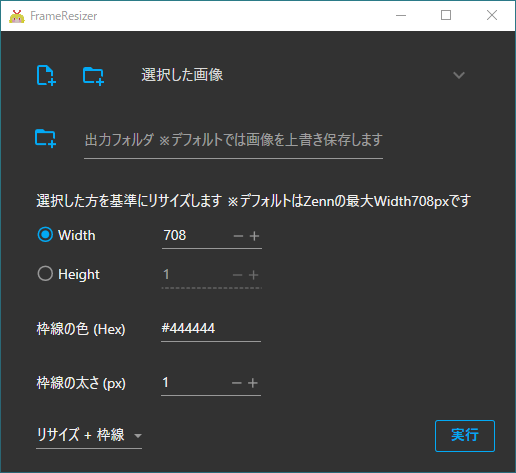 FrameResizer
選択した画像
出力フォルダ ※デフォルトでは画像を上書き保存します
選択した方を基準にリサイズします ※デフォルトはZennの最大Width708pxです
Width 708
Height 1
枠線の色 (Hex) #444444
枠線の太さ (px) 1
リサイズ + 枠線 実行